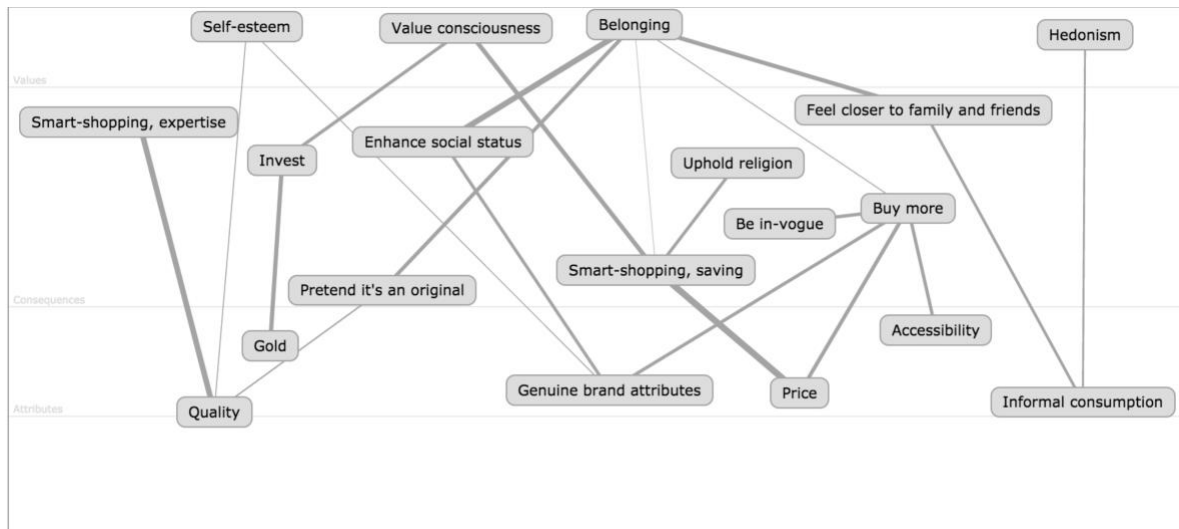 Self-esteem
Value consciousness
Belonging
Hedonism
Values
Smart-shopping, expertise
Feel closer to family and friends
Enhance social status
Invest
Uphold religion
Buy more
Be in-vogue
Smart-shopping, saving
Pretend it's an original
Consequences
Accessibility
Gold
Genuine brand attributes
Price
Informal consumption
Attributes
Quality